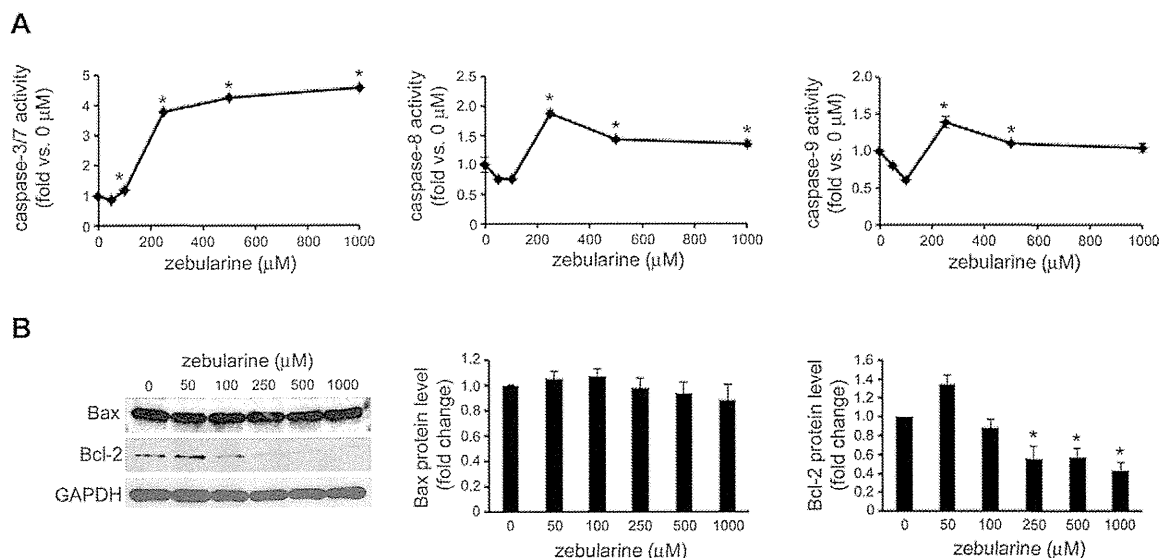 A
caspase-3/7 activity
(fold vs. 0 μM)
5
4
3
2
1
0
*
*
*
*
0 200 400 600 800 1000
zebularine (μM)
caspase-8 activity
(fold vs. 0 μM)
2.5
2.0
1.5
1.0
0.5
0
*
*
*
0 200 400 600 800 1000
zebularine (μM)
caspase-9 activity
(fold vs. 0 μM)
2.0
1.5
1.0
0.5
0
*
*
0 200 400 600 800 1000
zebularine (μM)
B
zebularine (μM)
0 50 100 250 500 1000
Bax
Bcl-2
GAPDH
Bax protein level
(fold change)
1.2
1.0
0.8
0.6
0.4
0.2
0
0 50 100 250 500 1000
zebularine (μM)
Bcl-2 protein level
(fold change)
1.6
1.4
1.2
1.0
0.8
0.6
0.4
0.2
0
* * *
0 50 100 250 500 1000
zebularine (μM)